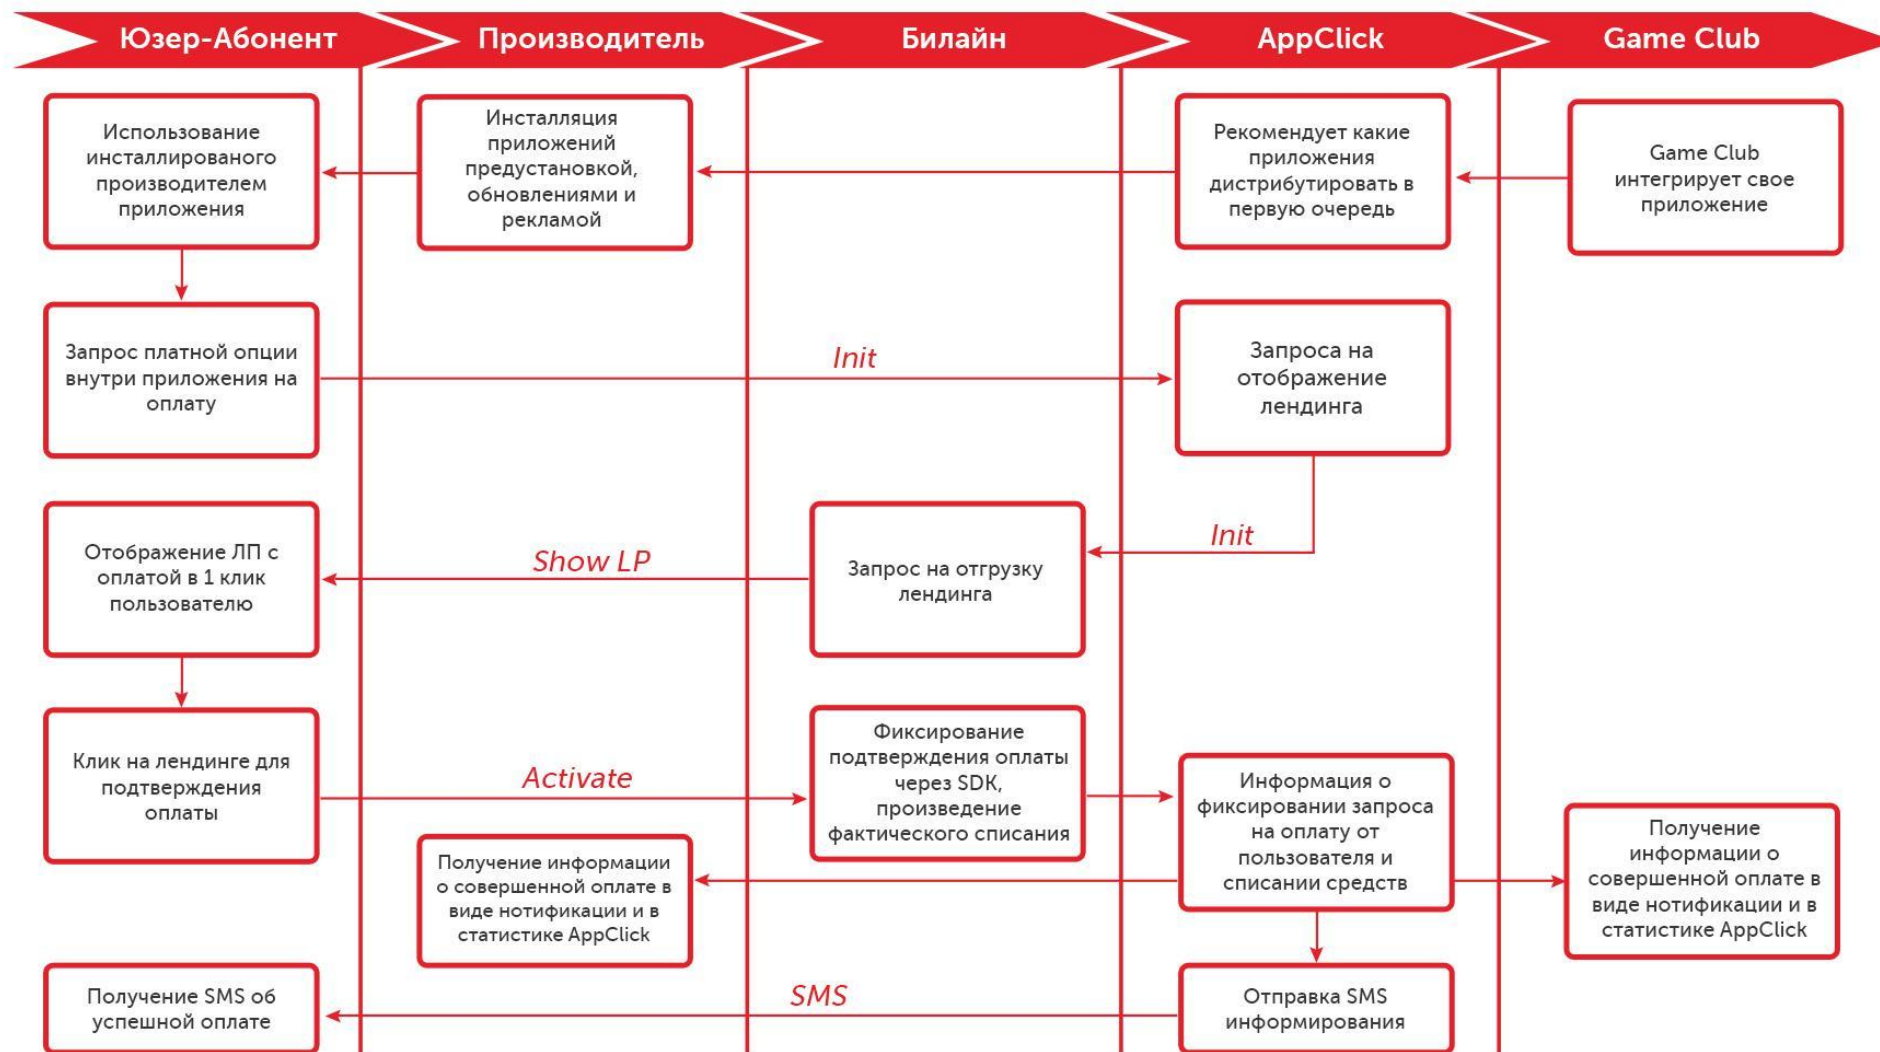 Юзер-Абонент
Производитель
Билайн
AppClick
Game Club
Использование
инсталлированого
производителем
приложения
Инсталляция
приложений
предустановкой,
обновлениями и
рекламой
Рекомендует какие
приложения
дистрибутировать в
первую очередь
Game Club
интегрирует свое
приложение
Запрос платной опции
внутри приложения на
оплату
Init
Запроса на
отображение
лендинга
Отображение ЛП с
оплатой в 1 клик
пользователю
Show LP
Запрос на отгрузку
лендинга
Init
Клик на лендинге для
подтверждения
оплаты
Activate
Фиксирование
подтверждения оплаты
через SDK,
произведение
фактического списания
Информация о
фиксировании запроса
на оплату от
пользователя и
списании средств
Получение информации
о совершенной оплате в
виде нотификации и в
статистике AppClick
Получение
информации о
совершенной оплате в
виде нотификации и в
статистике AppClick
Получение SMS об
успешной оплате
SMS
Отправка SMS
информирования